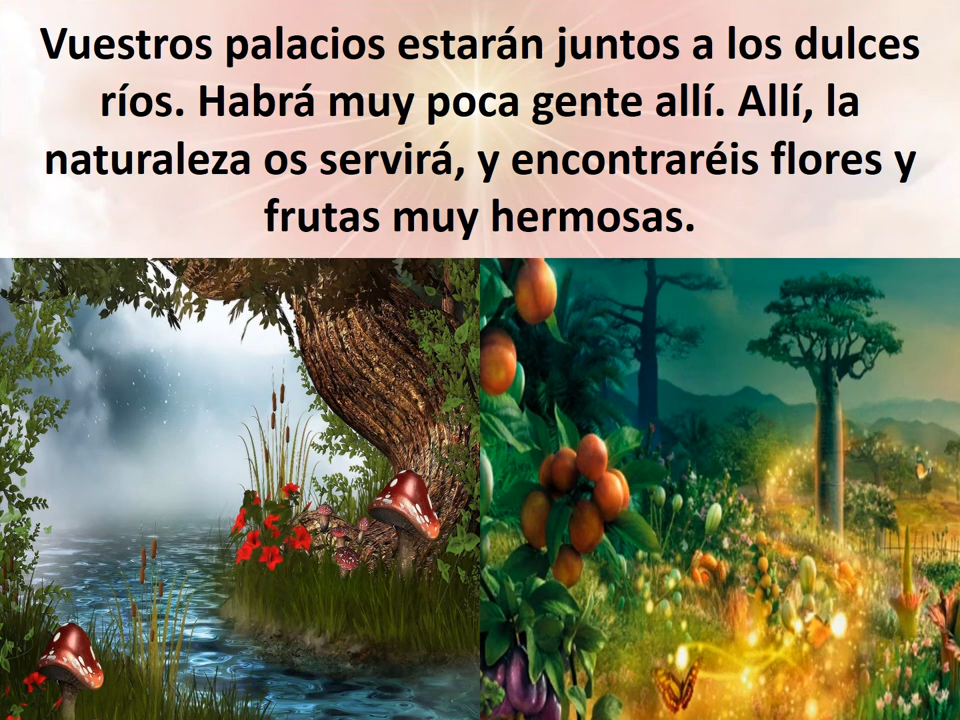 Vuestros palacios estarán juntos a los dulces
ríos. Habrá muy poca gente allí. Allí, la
naturaleza os servirá, y encontraréis flores y
frutas muy hermosas.